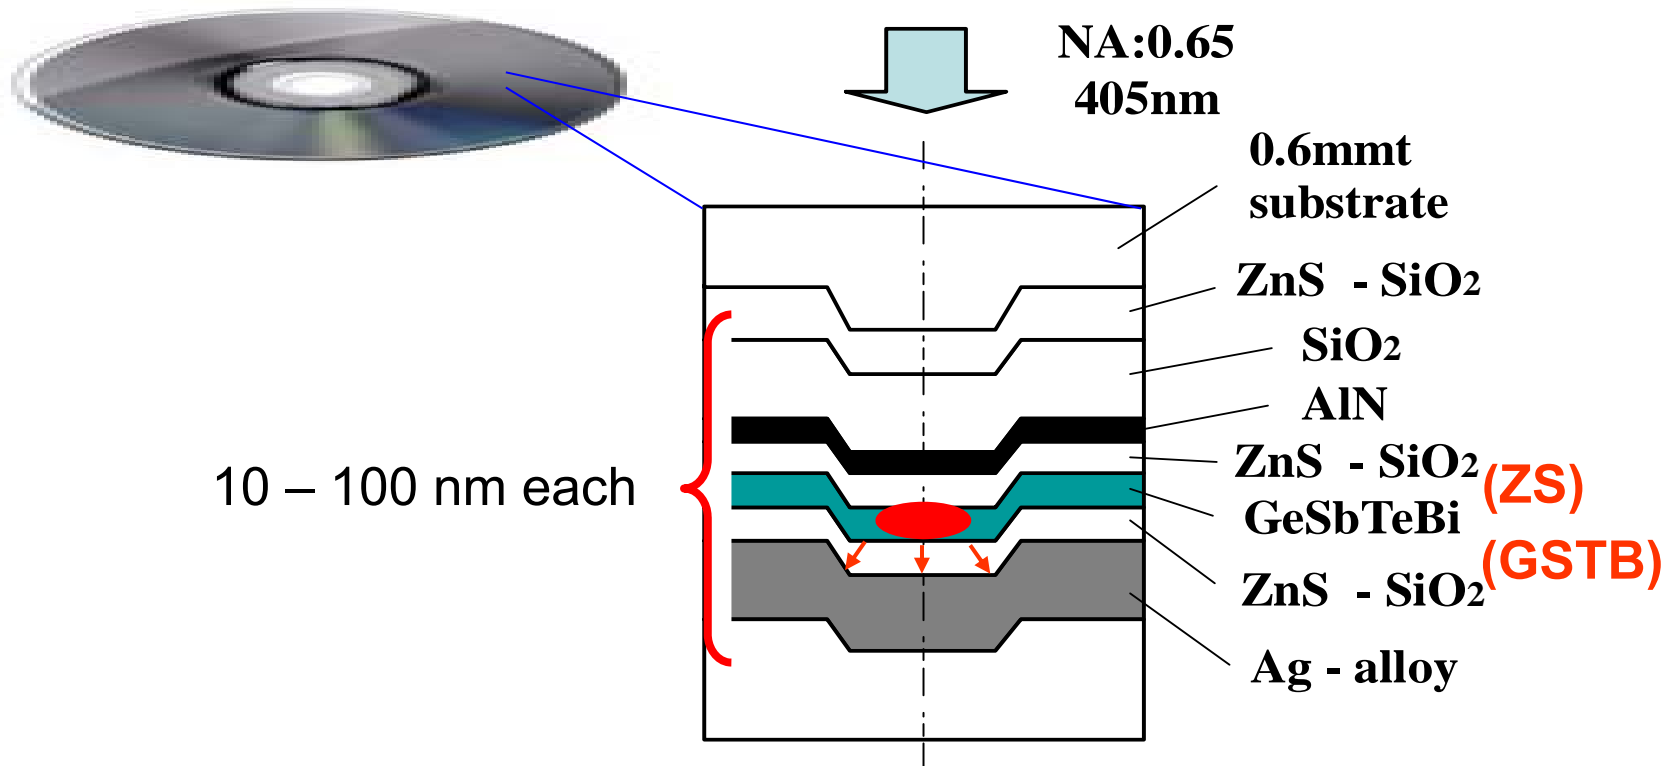 NA:0.65
405nm
0.6mmt
substrate
ZnS - SiO2
SiO2
AlN
ZnS - SiO2 (ZS)
10 – 100 nm each
GeSbTeBi
(GSTB)
ZnS - SiO2
Ag - alloy